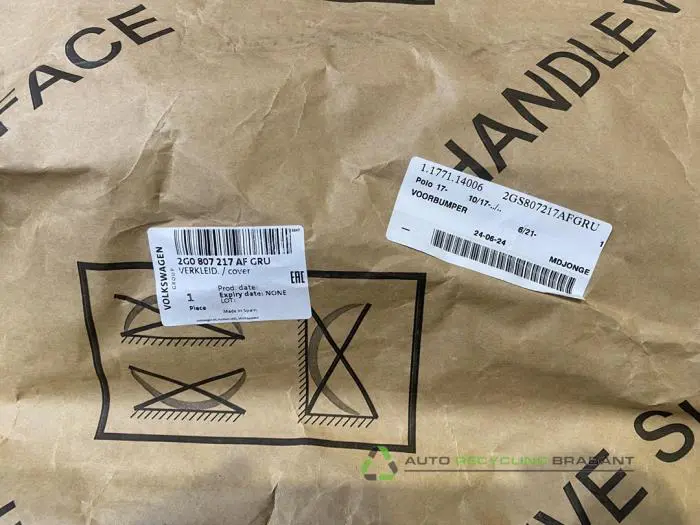 FACE
HANDLE W
1.1771.14006 2GS807217AFGRU
Polo 17- 10/17-../..
VOORBUMPER 6/21- 1
24-06-24
MDJONGE
VOLKSWAGEN
GROUP
2G0 807 217 AF GRU
VERKLEID. / cover
EAC
Prod. date:
Expiry date: NONE
LOT:
1
Piece
Made in Spain
AUTO RECYCLING BRABANT